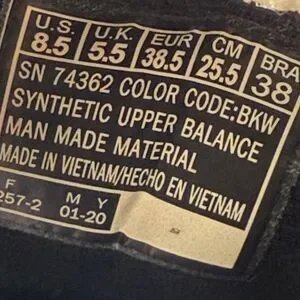 U.S. U.K. EUR CM BRA
8.5 5.5 38.5 25.5 38
SN 74362 COLOR CODE:BKW
SYNTHETIC UPPER BALANCE
MAN MADE MATERIAL
MADE IN VIETNAM/HECHO EN VIETNAM
F M Y
257-2 01-20